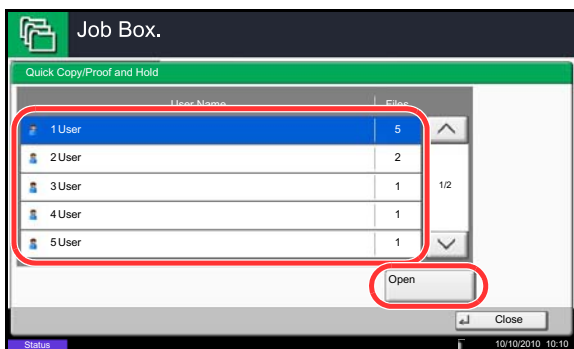 Job Box.
Quick Copy/Proof and Hold
User Name Files
1 User 5
2 User 2
3 User 1
4 User 1
5 User 1
1/2
Open
Close
Status 10/10/2010 10:10